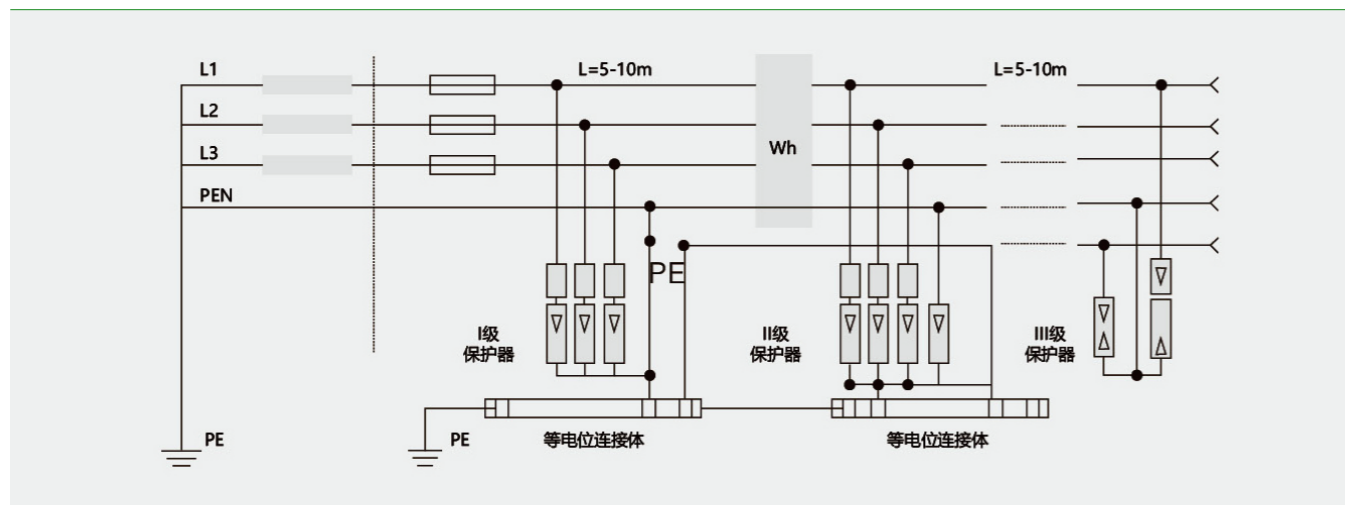 L1
L=5-10m
L=5-10m
L2
L3
Wh
PEN
PE
I级
保护器
II级
保护器
III级
保护器
PE
PE
等电位连接体
等电位连接体